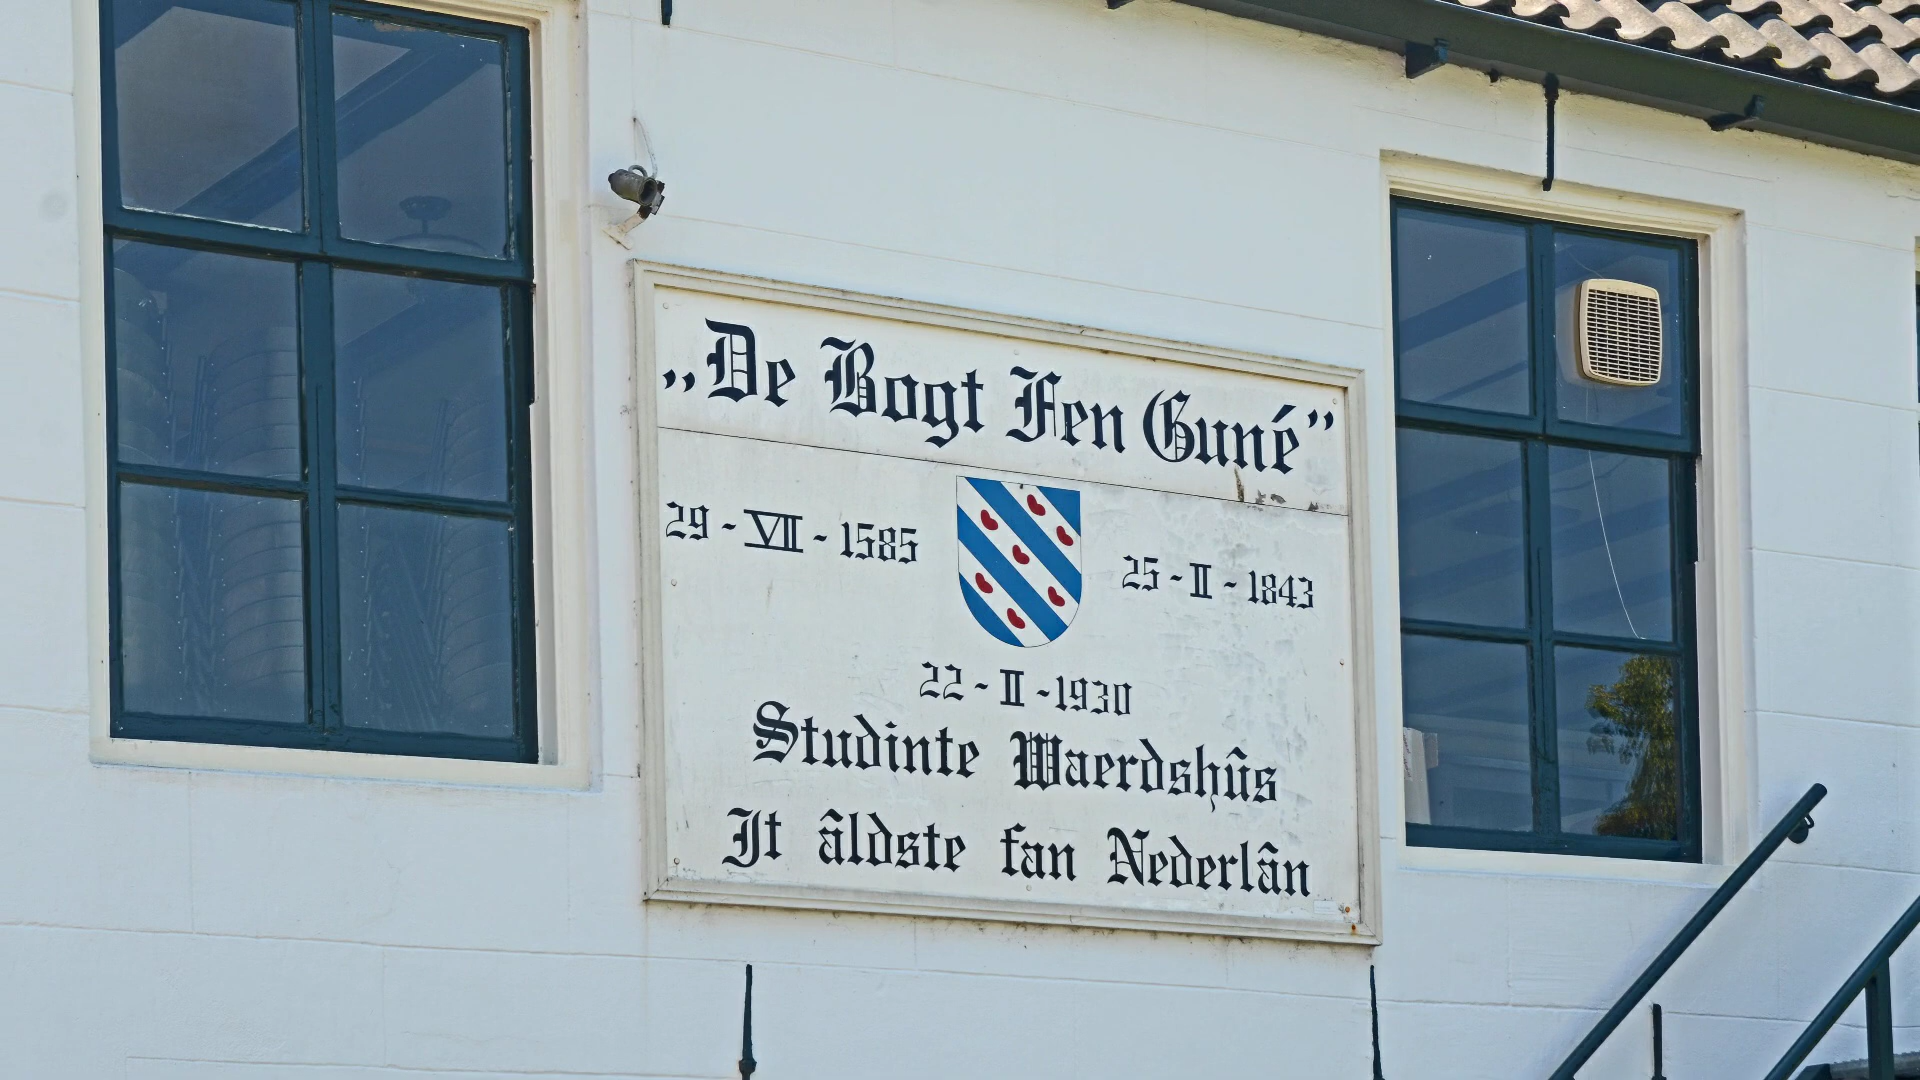 „De Bogt Fen Guné”
29 - VII - 1585
25 - II - 1843
22 - II - 1930
Studinte Waerdshûs
It âldste fan Nederlân